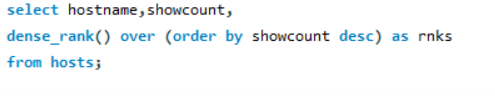 select hostname,showcount,
dense_rank() over (order by showcount desc) as rnks
from hosts;